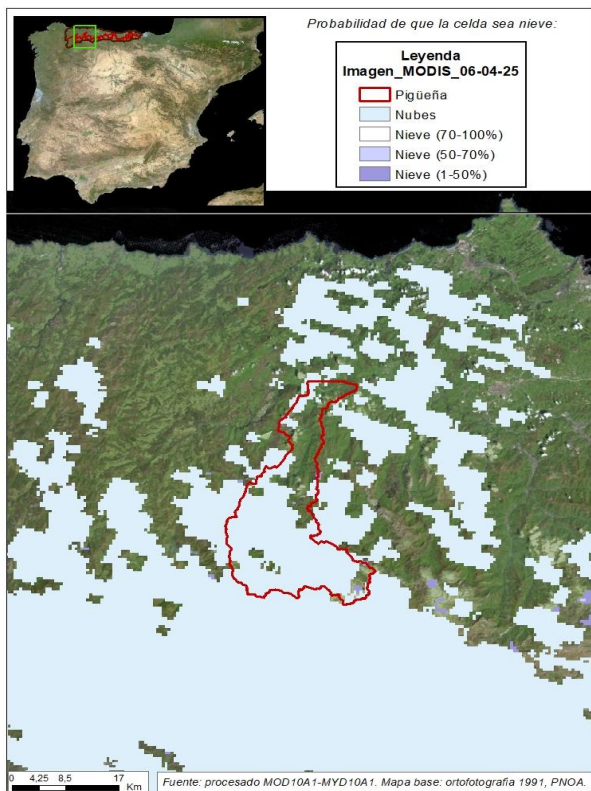 Probabilidad de que la celda sea nieve:
Leyenda
Imagen_MODIS_06-04-25
Pigüeña
Nubes
Nieve (70-100%)
Nieve (50-70%)
Nieve (1-50%)
0 4,25 8,5 17
Km
Fuente: procesado MOD10A1-MYD10A1. Mapa base: ortofotografía 1991, PNOA.